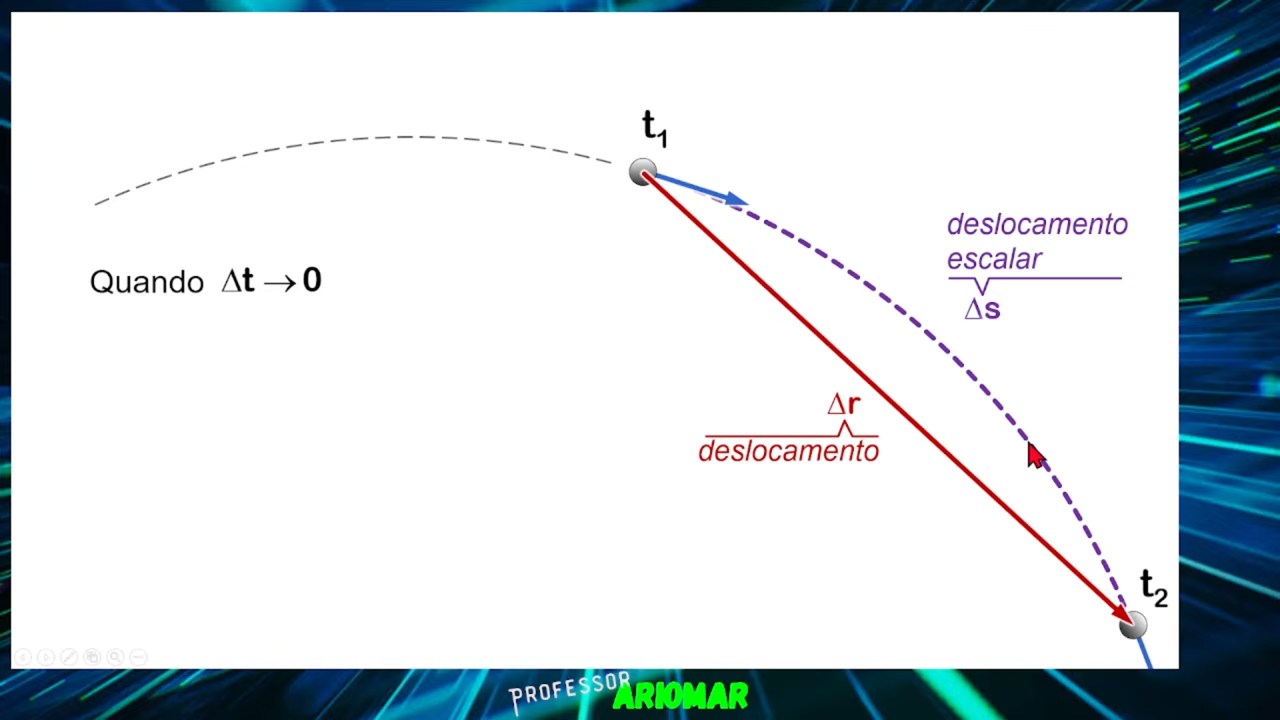 t₁
deslocamento
escalar
Δs
Quando Δt → 0
Δr
deslocamento
t₂
PROFESSOR ARIOMAR